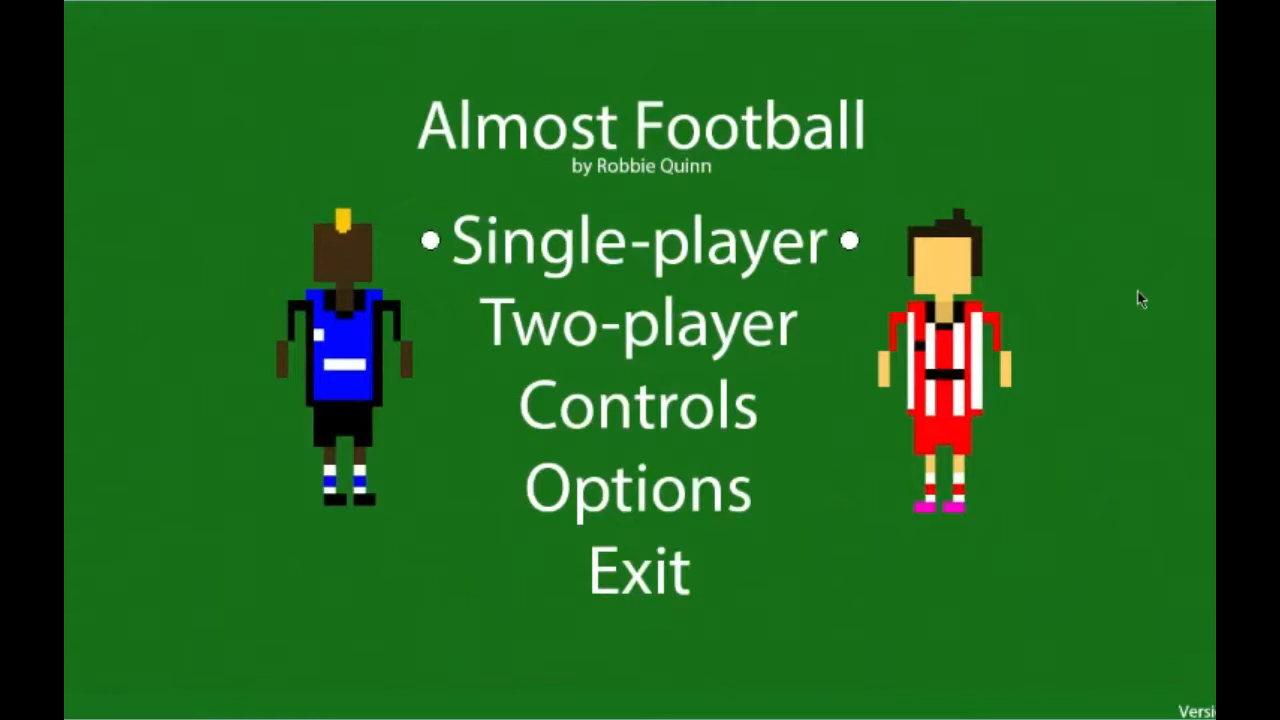 Almost Football
by Robbie Quinn
Single-player
Two-player
Controls
Options
Exit